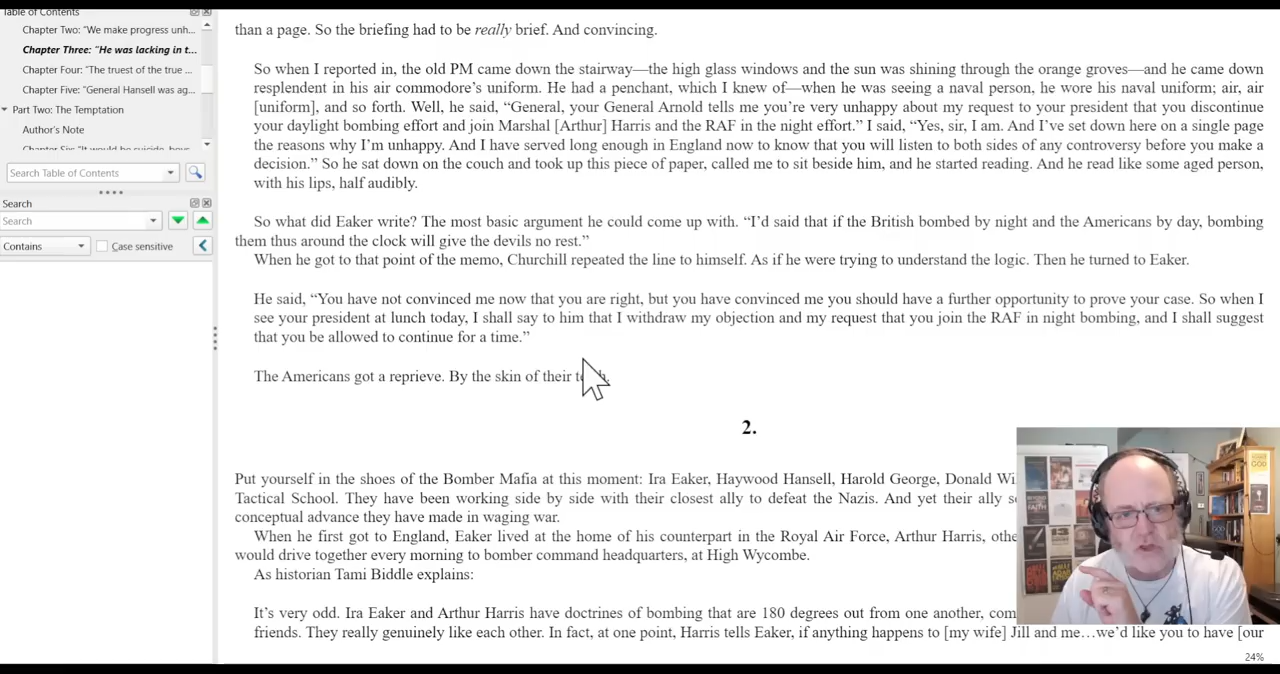 Table of Contents
Chapter Two: "We make progress unh...
Chapter Three: "He was lacking in t...
Chapter Four: "The truest of the true ...
Chapter Five: "General Hansell was ag...
Part Two: The Temptation
Author's Note
Search Table of Contents
Search
Search
Contains
Case sensitive
than a page. So the briefing had to be really brief. And convincing.
So when I reported in, the old PM came down the stairway—the high glass windows and the sun was shining through the orange groves—and he came down
resplendent in his air commodore's uniform. He had a penchant, which I knew of—when he was seeing a naval person, he wore his naval uniform; air, air
[uniform], and so forth. Well, he said, “General, your General Arnold tells me you're very unhappy about my request to your president that you discontinue
your daylight bombing effort and join Marshal [Arthur] Harris and the RAF in the night effort.” I said, “Yes, sir, I am. And I've set down here on a single page
the reasons why I'm unhappy. And I have served long enough in England now to know that you will listen to both sides of any controversy before you make a
decision.” So he sat down on the couch and took up this piece of paper, called me to sit beside him, and he started reading. And he read like some aged person,
with his lips, half audibly.
So what did Eaker write? The most basic argument he could come up with. “I'd said that if the British bombed by night and the Americans by day, bombing
them thus around the clock will give the devils no rest.”
When he got to that point of the memo, Churchill repeated the line to himself. As if he were trying to understand the logic. Then he turned to Eaker.
He said, “You have not convinced me now that you are right, but you have convinced me you should have a further opportunity to prove your case. So when I
see your president at lunch today, I shall say to him that I withdraw my objection and my request that you join the RAF in night bombing, and I shall suggest
that you be allowed to continue for a time.”
The Americans got a reprieve. By the skin of their
2.
Put yourself in the shoes of the Bomber Mafia at this moment: Ira Eaker, Haywood Hansell, Harold George, Donald Wi
Tactical School. They have been working side by side with their closest ally to defeat the Nazis. And yet their ally s
conceptual advance they have made in waging war.
When he first got to England, Eaker lived at the home of his counterpart in the Royal Air Force, Arthur Harris, othe
would drive together every morning to bomber command headquarters, at High Wycombe.
As historian Tami Biddle explains:
It's very odd. Ira Eaker and Arthur Harris have doctrines of bombing that are 180 degrees out from one another, com
friends. They really genuinely like each other. In fact, at one point, Harris tells Eaker, if anything happens to [my wife] Jill and me…we'd like you to have [our
24%